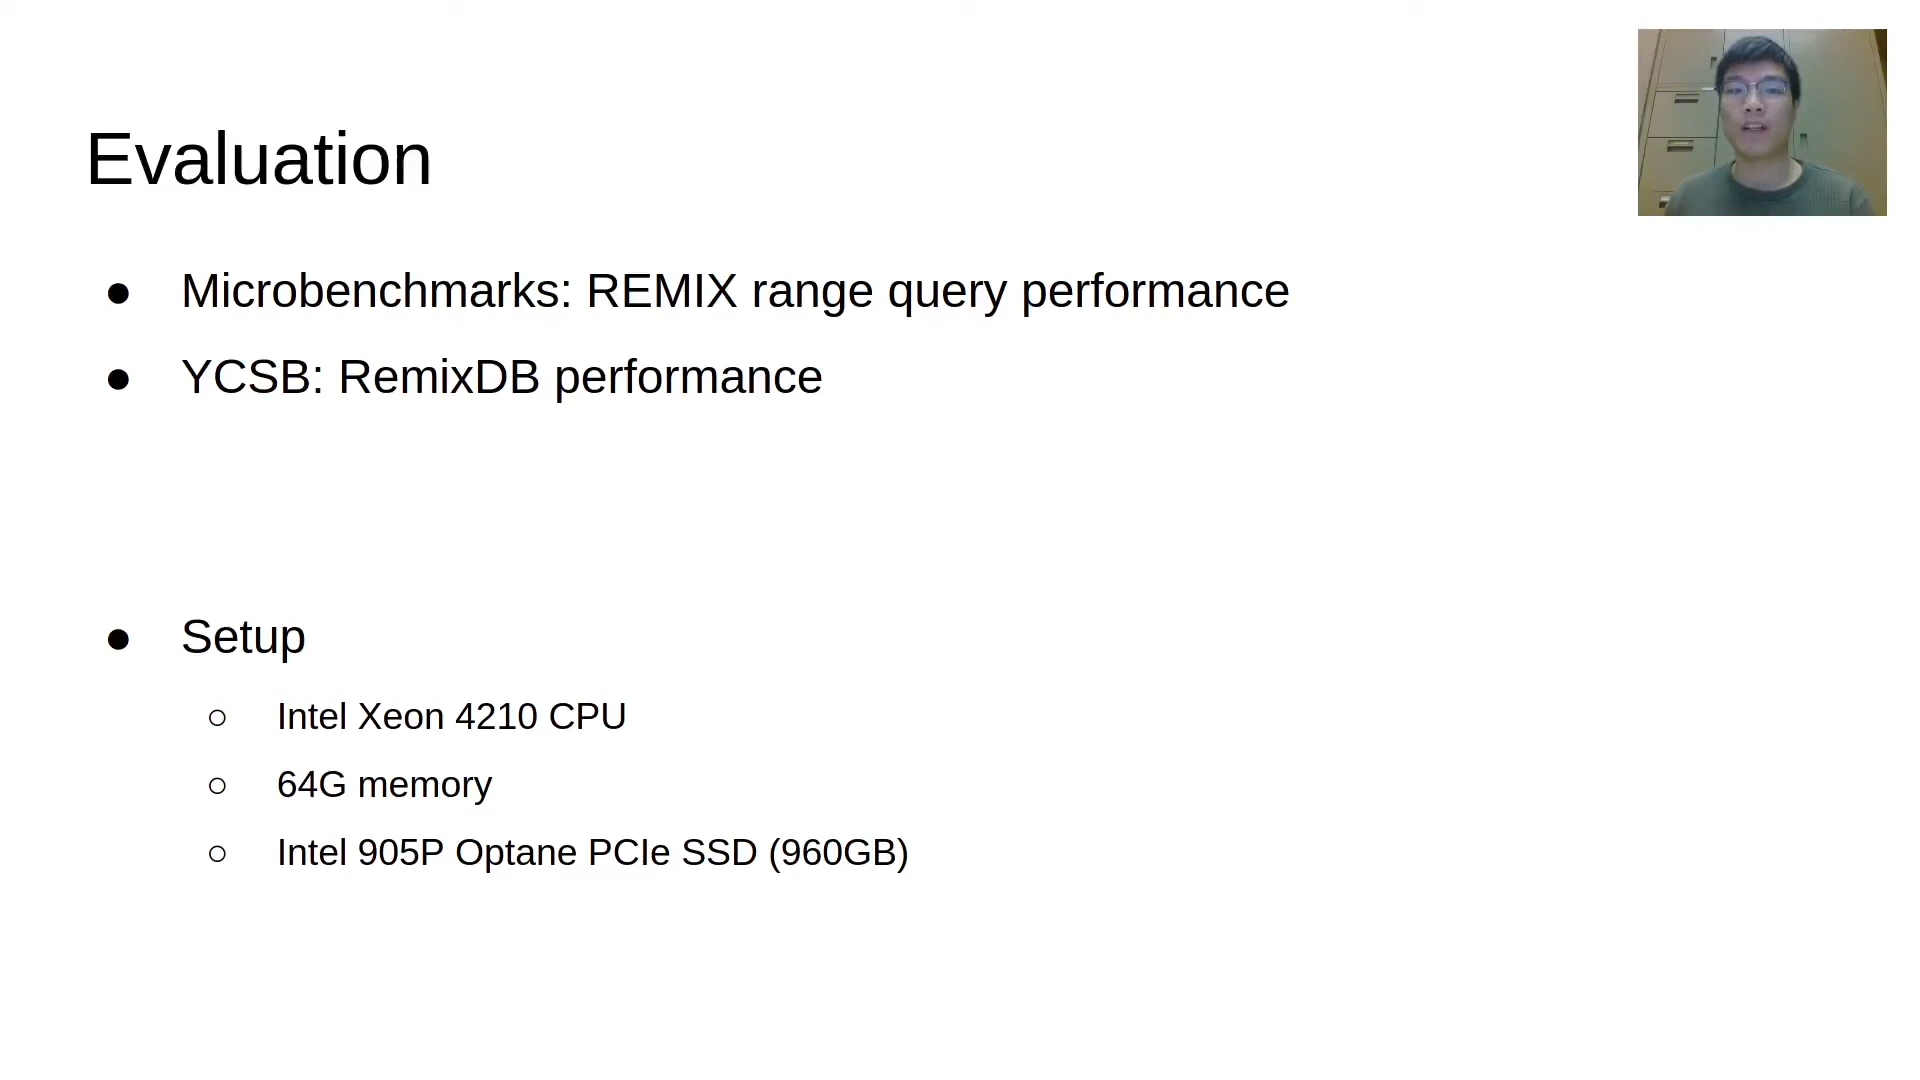 Evaluation
● Microbenchmarks: REMIX range query performance
● YCSB: RemixDB performance
● Setup
○ Intel Xeon 4210 CPU
○ 64G memory
○ Intel 905P Optane PCIe SSD (960GB)